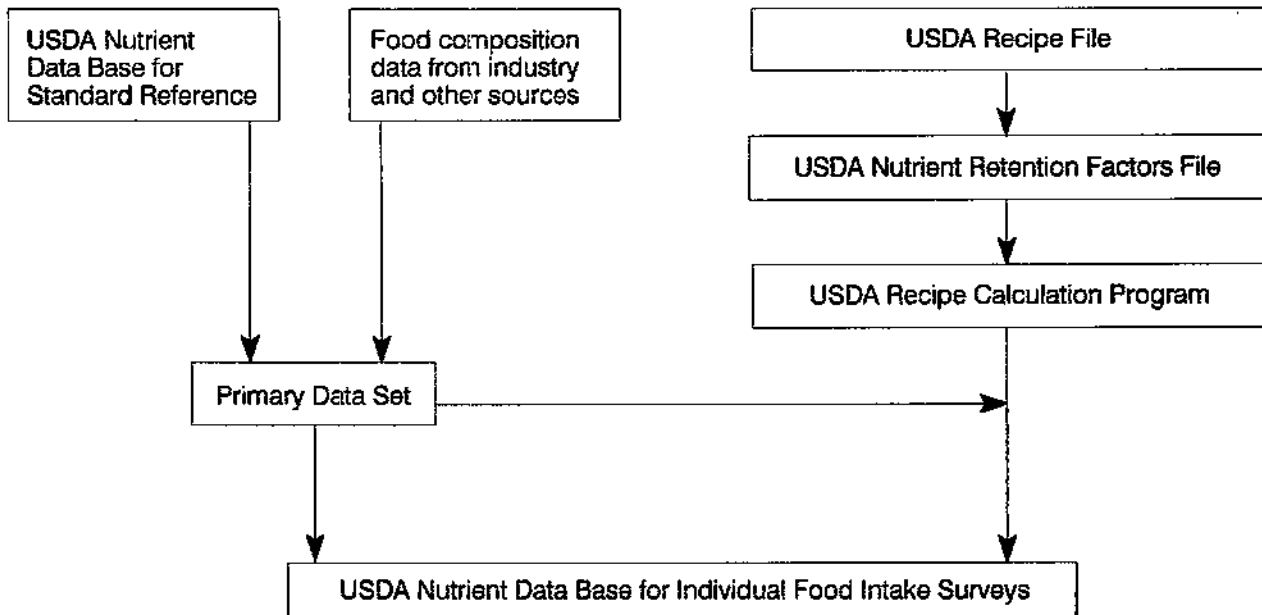 USDA Nutrient
Data Base for
Standard Reference
Food composition
data from industry
and other sources
USDA Recipe File
USDA Nutrient Retention Factors File
USDA Recipe Calculation Program
Primary Data Set
USDA Nutrient Data Base for Individual Food Intake Surveys